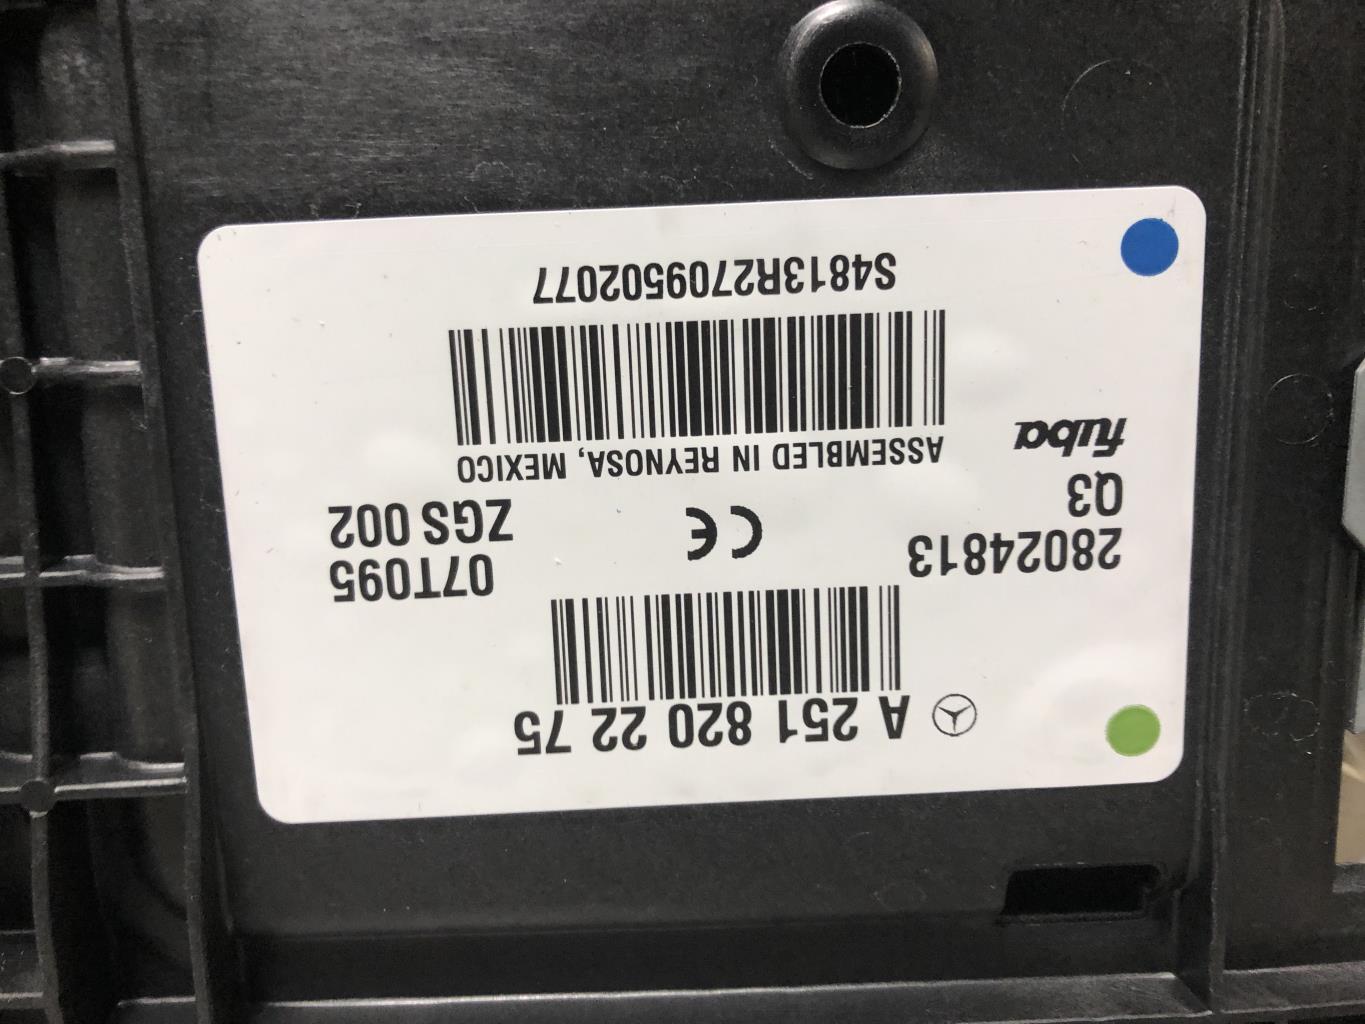 A 251 820 22 75
28024813
07T095
Q3
CE
ZGS 002
fuba
ASSEMBLED IN REYNOSA, MEXICO
S4813R2709502077